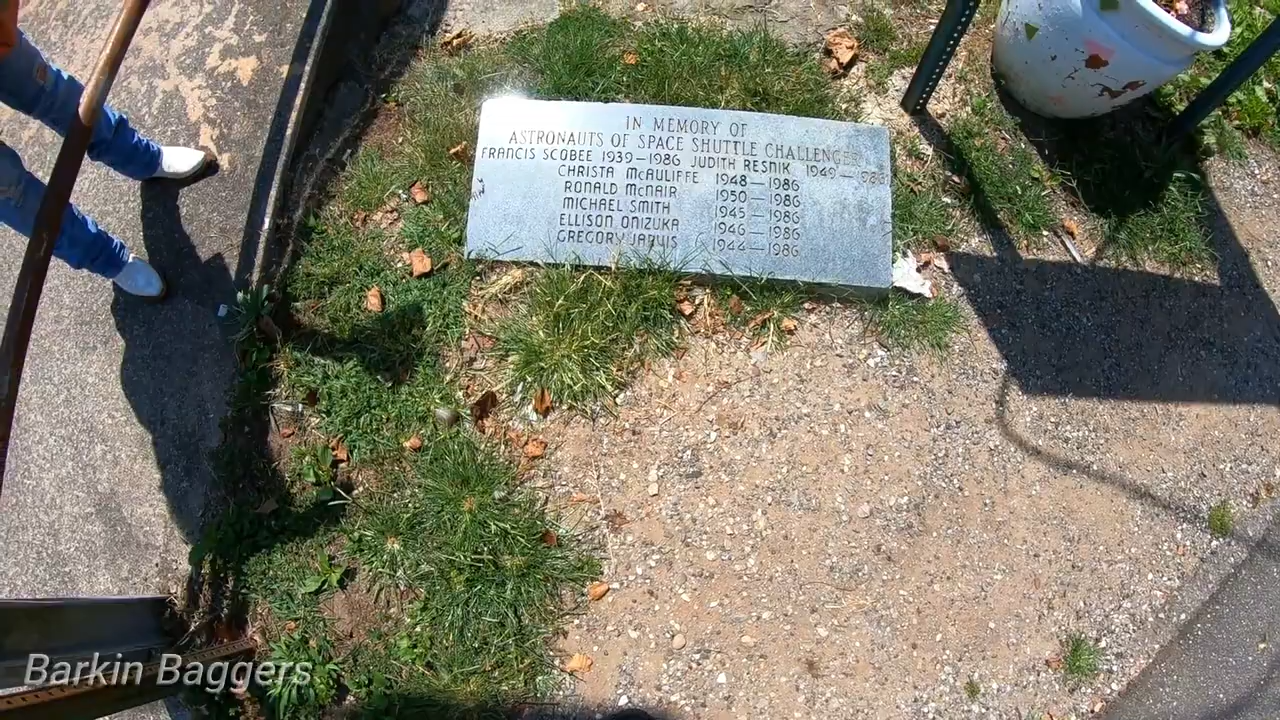 IN MEMORY OF
ASTRONAUTS OF SPACE SHUTTLE CHALLENGER
FRANCIS SCOBEE 1939—1986 JUDITH RESNIK 1949—1986
CHRISTA McAULIFFE 1948—1986
RONALD McNAIR 1950—1986
MICHAEL SMITH 1945—1986
ELLISON ONIZUKA 1946—1986
GREGORY JARVIS 1944—1986
Barkin Baggers